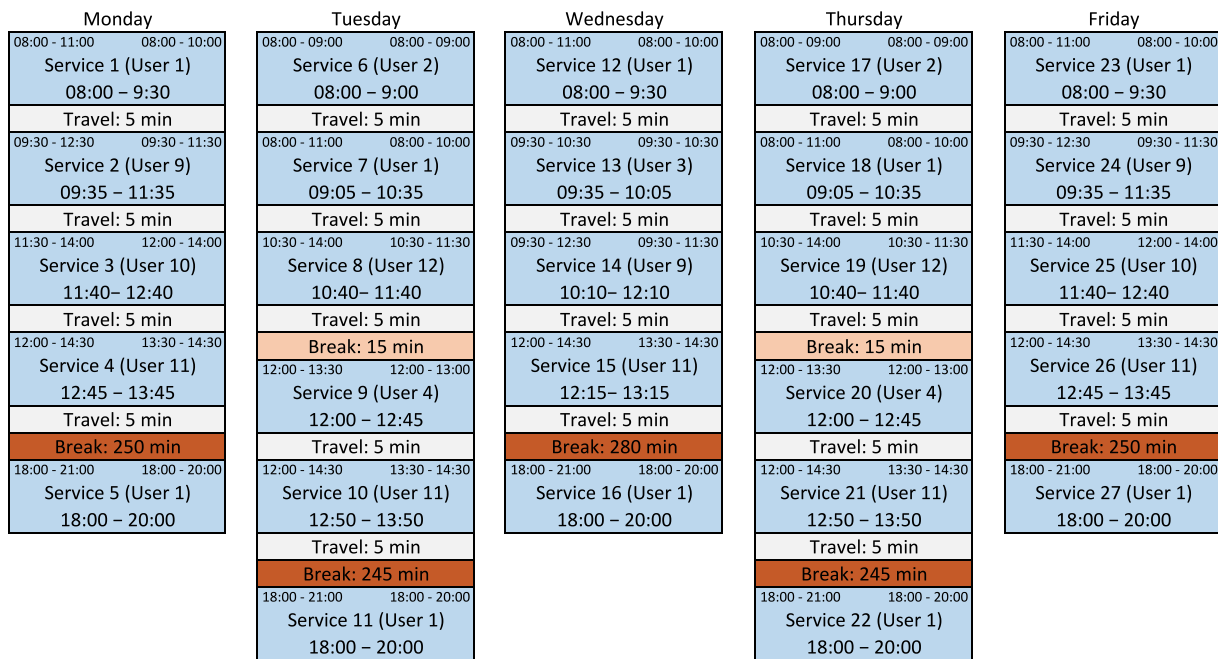 Monday
08:00 - 11:00 08:00 - 10:00
Service 1 (User 1)
08:00 – 9:30
Travel: 5 min
09:30 - 12:30 09:30 - 11:30
Service 2 (User 9)
09:35 – 11:35
Travel: 5 min
11:30 - 14:00 12:00 - 14:00
Service 3 (User 10)
11:40– 12:40
Travel: 5 min
12:00 - 14:30 13:30 - 14:30
Service 4 (User 11)
12:45 – 13:45
Travel: 5 min
Break: 250 min
18:00 - 21:00 18:00 - 20:00
Service 5 (User 1)
18:00 – 20:00
Tuesday
08:00 - 09:00 08:00 - 09:00
Service 6 (User 2)
08:00 – 9:00
Travel: 5 min
08:00 - 11:00 08:00 - 10:00
Service 7 (User 1)
09:05 – 10:35
Travel: 5 min
10:30 - 14:00 10:30 - 11:30
Service 8 (User 12)
10:40 – 11:40
Travel: 5 min
Break: 15 min
12:00 - 13:30 12:00 - 13:00
Service 9 (User 4)
12:00 – 12:45
Travel: 5 min
12:00 - 14:30 13:30 - 14:30
Service 10 (User 11)
12:50 – 13:50
Travel: 5 min
Break: 245 min
18:00 - 21:00 18:00 - 20:00
Service 11 (User 1)
18:00 – 20:00
Wednesday
08:00 - 11:00 08:00 - 10:00
Service 12 (User 1)
08:00 – 9:30
Travel: 5 min
09:30 - 10:30 09:30 - 10:30
Service 13 (User 3)
09:35 – 10:05
Travel: 5 min
09:30 - 12:30 09:30 - 11:30
Service 14 (User 9)
10:10– 12:10
Travel: 5 min
12:00 - 14:30 13:30 - 14:30
Service 15 (User 11)
12:15– 13:15
Travel: 5 min
Break: 280 min
18:00 - 21:00 18:00 - 20:00
Service 16 (User 1)
18:00 – 20:00
Thursday
08:00 - 09:00 08:00 - 09:00
Service 17 (User 2)
08:00 – 9:00
Travel: 5 min
08:00 - 11:00 08:00 - 10:00
Service 18 (User 1)
09:05 – 10:35
Travel: 5 min
10:30 - 14:00 10:30 - 11:30
Service 19 (User 12)
10:40 – 11:40
Travel: 5 min
Break: 15 min
12:00 - 13:30 12:00 - 13:00
Service 20 (User 4)
12:00 – 12:45
Travel: 5 min
12:00 - 14:30 13:30 - 14:30
Service 21 (User 11)
12:50 – 13:50
Travel: 5 min
Break: 245 min
18:00 - 21:00 18:00 - 20:00
Service 22 (User 1)
18:00 – 20:00
Friday
08:00 - 11:00 08:00 - 10:00
Service 23 (User 1)
08:00 – 9:30
Travel: 5 min
09:30 - 12:30 09:30 - 11:30
Service 24 (User 9)
09:35 – 11:35
Travel: 5 min
11:30 - 14:00 12:00 - 14:00
Service 25 (User 10)
11:40 – 12:40
Travel: 5 min
12:00 - 14:30 13:30 - 14:30
Service 26 (User 11)
12:45 – 13:45
Travel: 5 min
Break: 250 min
18:00 - 21:00 18:00 - 20:00
Service 27 (User 1)
18:00 – 20:00